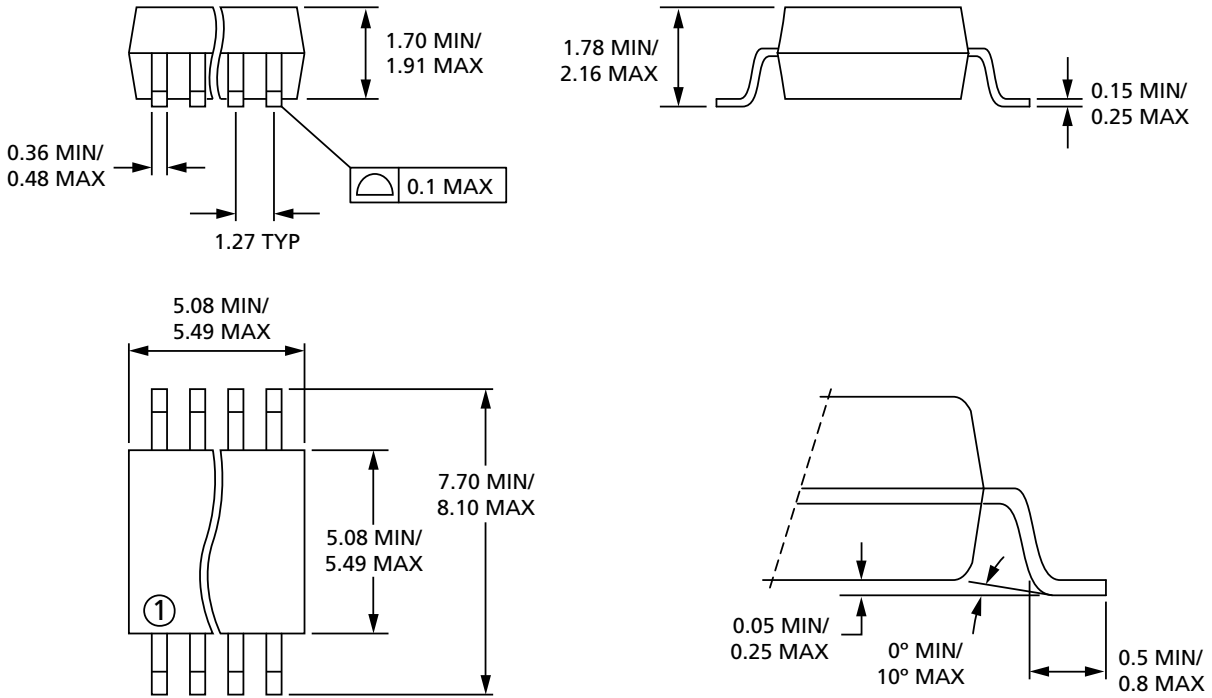 1.70 MIN/
1.91 MAX
1.78 MIN/
2.16 MAX
0.15 MIN/
0.25 MAX
0.36 MIN/
0.48 MAX
0.1 MAX
1.27 TYP
5.08 MIN/
5.49 MAX
7.70 MIN/
8.10 MAX
5.08 MIN/
5.49 MAX
1
0.05 MIN/
0.25 MAX
0º MIN/
10º MAX
0.5 MIN/
0.8 MAX